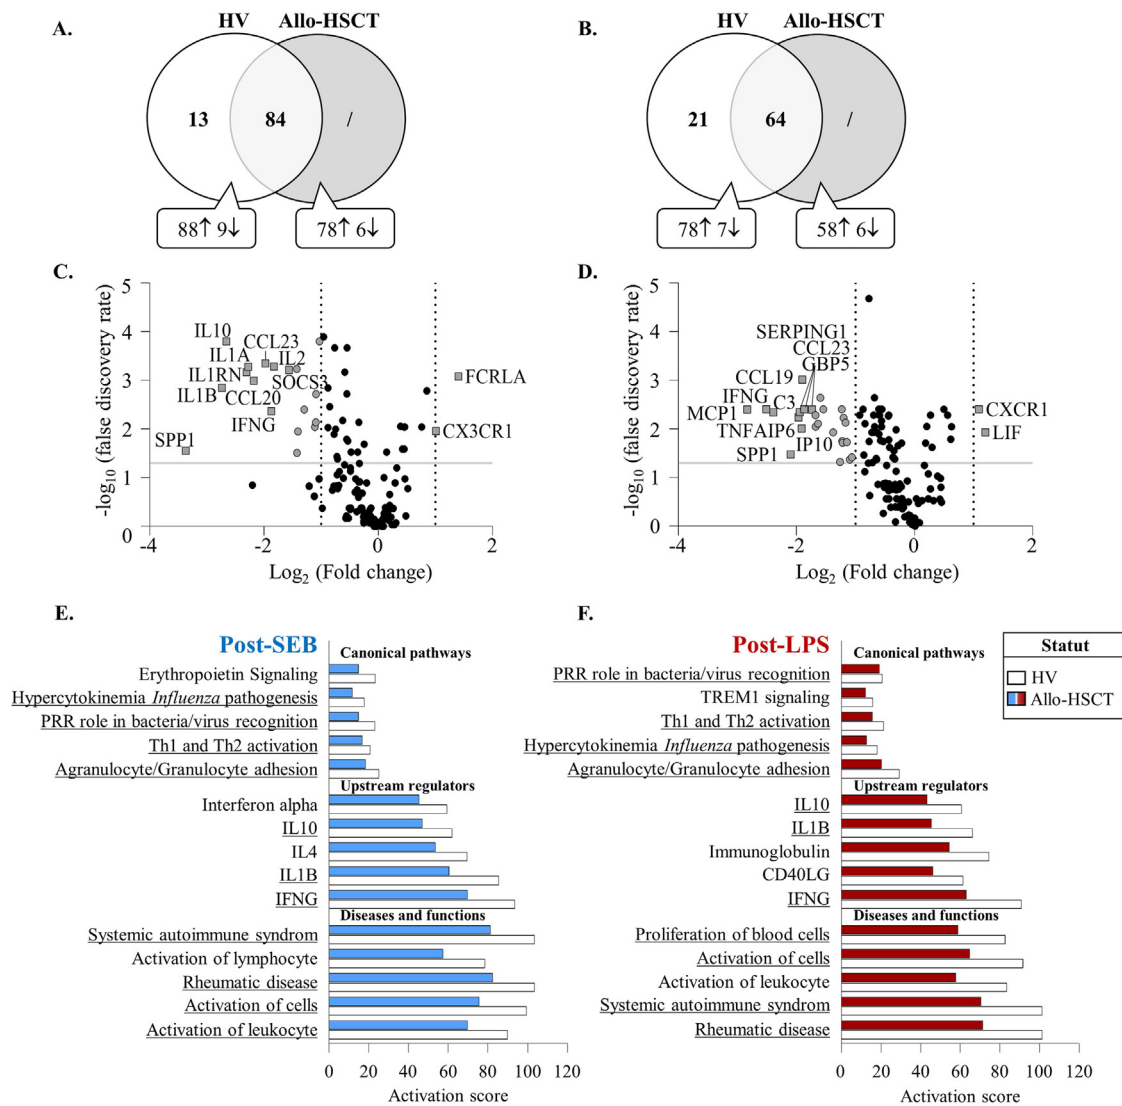 A.
HV Allo-HSCT
13 84 /
88↑ 9↓ 78↑ 6↓
B.
HV Allo-HSCT
21 64 /
78↑ 7↓ 58↑ 6↓
C.
-log10 (false discovery rate)
5
4
3
2
1
0
IL10
CCL23
IL1A
IL2
IL1RN
SOCS3
IL1B
CCL20
IFNG
SPP1
FCRLA
CX3CR1
-4 -2 0 2
Log2 (Fold change)
D.
-log10 (false discovery rate)
5
4
3
2
1
0
SERPING1
CCL23
GBP5
CCL19
IFNG
C3
MCP1
TNFAIP6
IP10
SPP1
CXCR1
LIF
-4 -2 0 2
Log2 (Fold change)
E.
Post-SEB
Canonical pathways
Erythropoietin Signaling
Hypercytokinemia Influenza pathogenesis
PRR role in bacteria/virus recognition
Th1 and Th2 activation
Agranulocyte/Granulocyte adhesion
Upstream regulators
Interferon alpha
IL10
IL4
IL1B
IFNG
Diseases and functions
Systemic autoimmune syndrom
Activation of lymphocyte
Rheumatic disease
Activation of cells
Activation of leukocyte
0 20 40 60 80 100 120
Activation score
F.
Post-LPS
Canonical pathways
PRR role in bacteria/virus recognition
TREM1 signaling
Th1 and Th2 activation
Hypercytokinemia Influenza pathogenesis
Agranulocyte/Granulocyte adhesion
Upstream regulators
IL10
IL1B
Immunoglobulin
CD40LG
IFNG
Diseases and functions
Proliferation of blood cells
Activation of cells
Activation of leukocyte
Systemic autoimmune syndrom
Rheumatic disease
0 20 40 60 80 100 120
Activation score
Statut
HV
Allo-HSCT